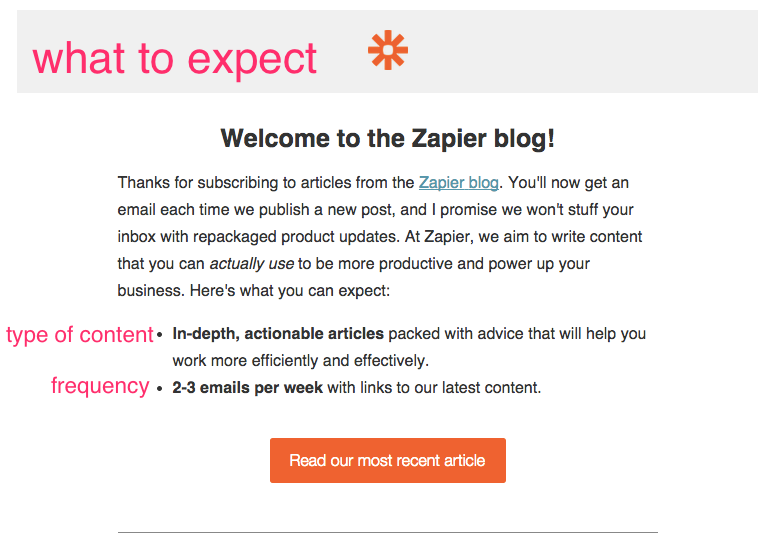 what to expect
Welcome to the Zapier blog!
Thanks for subscribing to articles from the Zapier blog. You'll now get an
email each time we publish a new post, and I promise we won't stuff your
inbox with repackaged product updates. At Zapier, we aim to write content
that you can actually use to be more productive and power up your
business. Here's what you can expect:
type of content • In-depth, actionable articles packed with advice that will help you
work more efficiently and effectively.
frequency • 2-3 emails per week with links to our latest content.
Read our most recent article